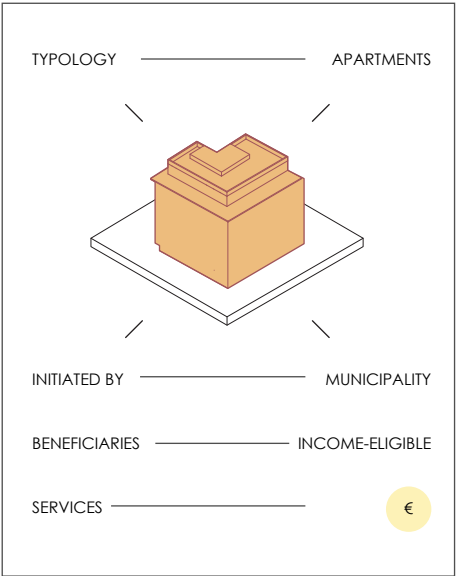 TYPOLOGY APARTMENTS
INITIATED BY MUNICIPALITY
BENEFICIARIES INCOME-ELIGIBLE
SERVICES €